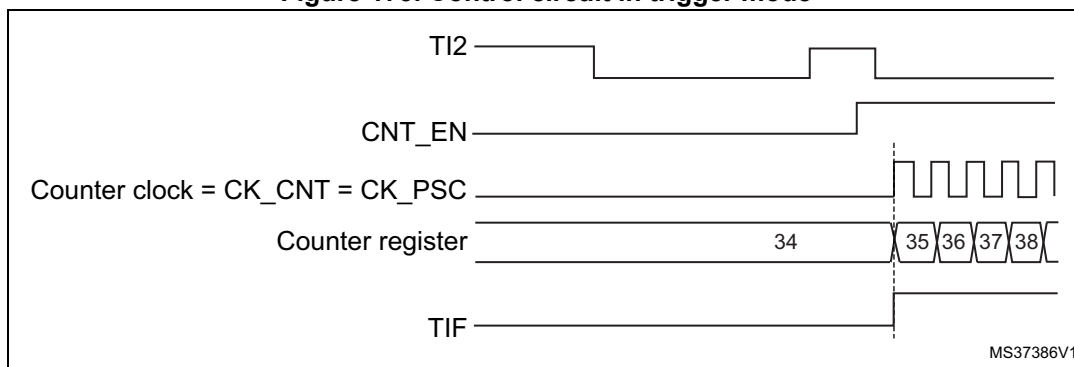 TI2
CNT_EN
Counter clock = CK_CNT = CK_PSC
Counter register 34 35 36 37 38
TIF
MS37386V1